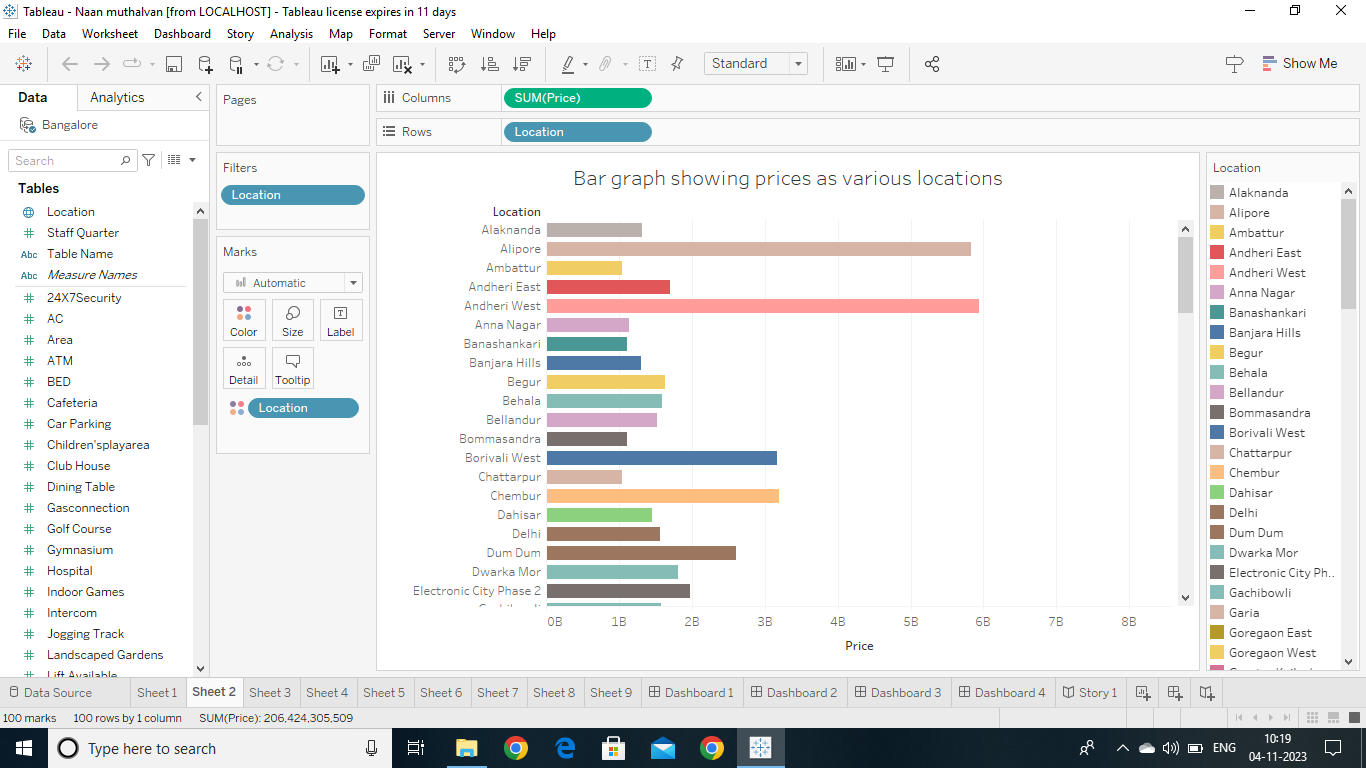 Tableau - Naan muthalvan [from LOCALHOST] - Tableau license expires in 11 days
File Data Worksheet Dashboard Story Analysis Map Format Server Window Help
Standard
Show Me
Data Analytics
Bangalore
Search
Tables
Location
Staff Quarter
Abc Table Name
Abc Measure Names
24X7Security
AC
Area
ATM
BED
Cafeteria
Car Parking
Children'splayarea
Club House
Dining Table
Gasconnection
Golf Course
Gymnasium
Hospital
Indoor Games
Intercom
Jogging Track
Landscaped Gardens
Lift Available
Pages
Filters
Location
Marks
Automatic
Color Size Label
Detail Tooltip
Location
Columns SUM(Price)
Rows Location
Bar graph showing prices as various locations
Location
Alaknanda
Alipore
Ambattur
Andheri East
Andheri West
Anna Nagar
Banashankari
Banjara Hills
Begur
Behala
Bellandur
Bommasandra
Borivali West
Chattarpur
Chembur
Dahisar
Delhi
Dum Dum
Dwarka Mor
Electronic City Phase 2
Gachibowli
0B 1B 2B 3B 4B 5B 6B 7B 8B
Price
Location
Alaknanda
Alipore
Ambattur
Andheri East
Andheri West
Anna Nagar
Banashankari
Banjara Hills
Begur
Behala
Bellandur
Bommasandra
Borivali West
Chattarpur
Chembur
Dahisar
Delhi
Dum Dum
Dwarka Mor
Electronic City Ph..
Gachibowli
Garia
Goregaon East
Goregaon West
Data Source Sheet 1 Sheet 2 Sheet 3 Sheet 4 Sheet 5 Sheet 6 Sheet 7 Sheet 8 Sheet 9 Dashboard 1 Dashboard 2 Dashboard 3 Dashboard 4 Story 1
100 marks 100 rows by 1 column SUM(Price): 206,424,305,509
Type here to search
ENG
10:19
04-11-2023